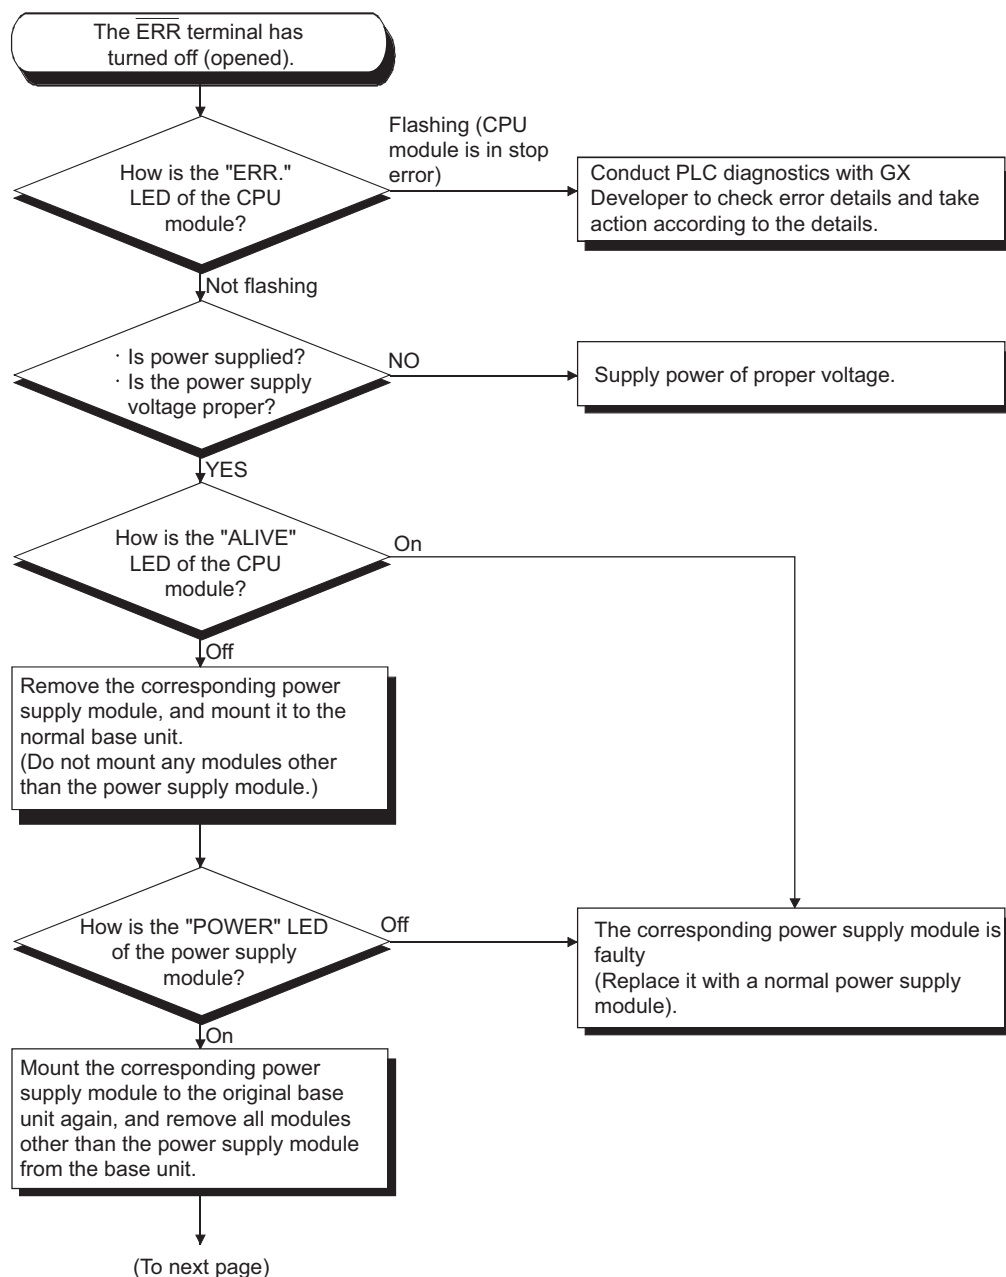 The ERR terminal has
turned off (opened).
How is the "ERR."
LED of the CPU
module?
Flashing (CPU
module is in stop
error)
Conduct PLC diagnostics with GX
Developer to check error details and take
action according to the details.
Not flashing
· Is power supplied?
· Is the power supply
voltage proper?
NO
Supply power of proper voltage.
YES
How is the "ALIVE"
LED of the CPU
module?
On
Off
Remove the corresponding power
supply module, and mount it to the
normal base unit.
(Do not mount any modules other
than the power supply module.)
How is the "POWER" LED
of the power supply
module?
Off
The corresponding power supply module is
faulty
(Replace it with a normal power supply
module).
On
Mount the corresponding power
supply module to the original base
unit again, and remove all modules
other than the power supply module
from the base unit.
(To next page)